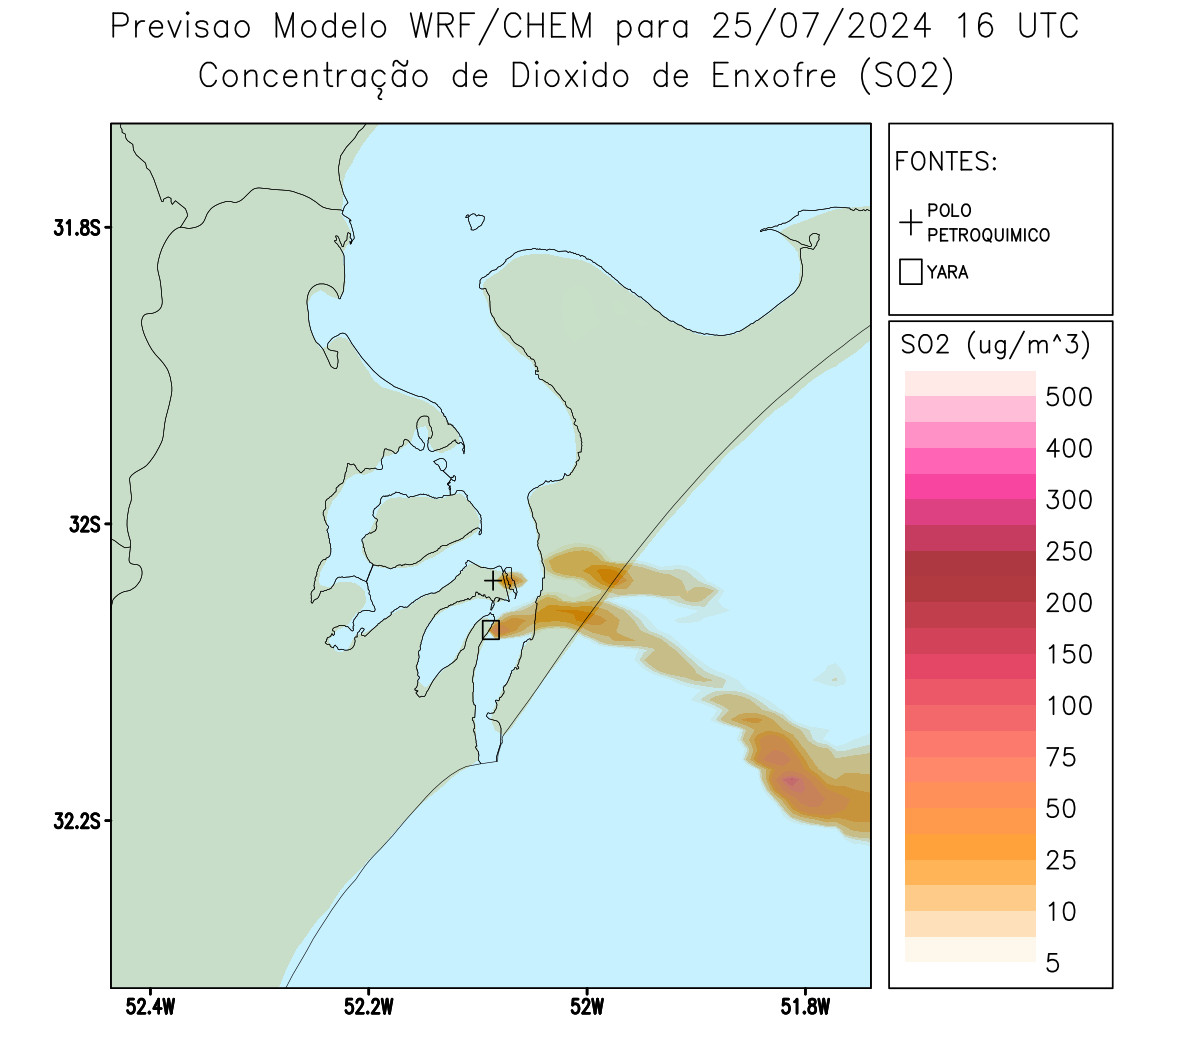 Previsao Modelo WRF/CHEM para 25/07/2024 16 UTC
Concentração de Dioxido de Enxofre (SO2)
FONTES:
POLO
PETROQUIMICO
YARA
SO2 (ug/m^3)
500
400
300
250
200
150
100
75
50
25
10
5
31.8S
32S
32.2S
52.4W
52.2W
52W
51.8W